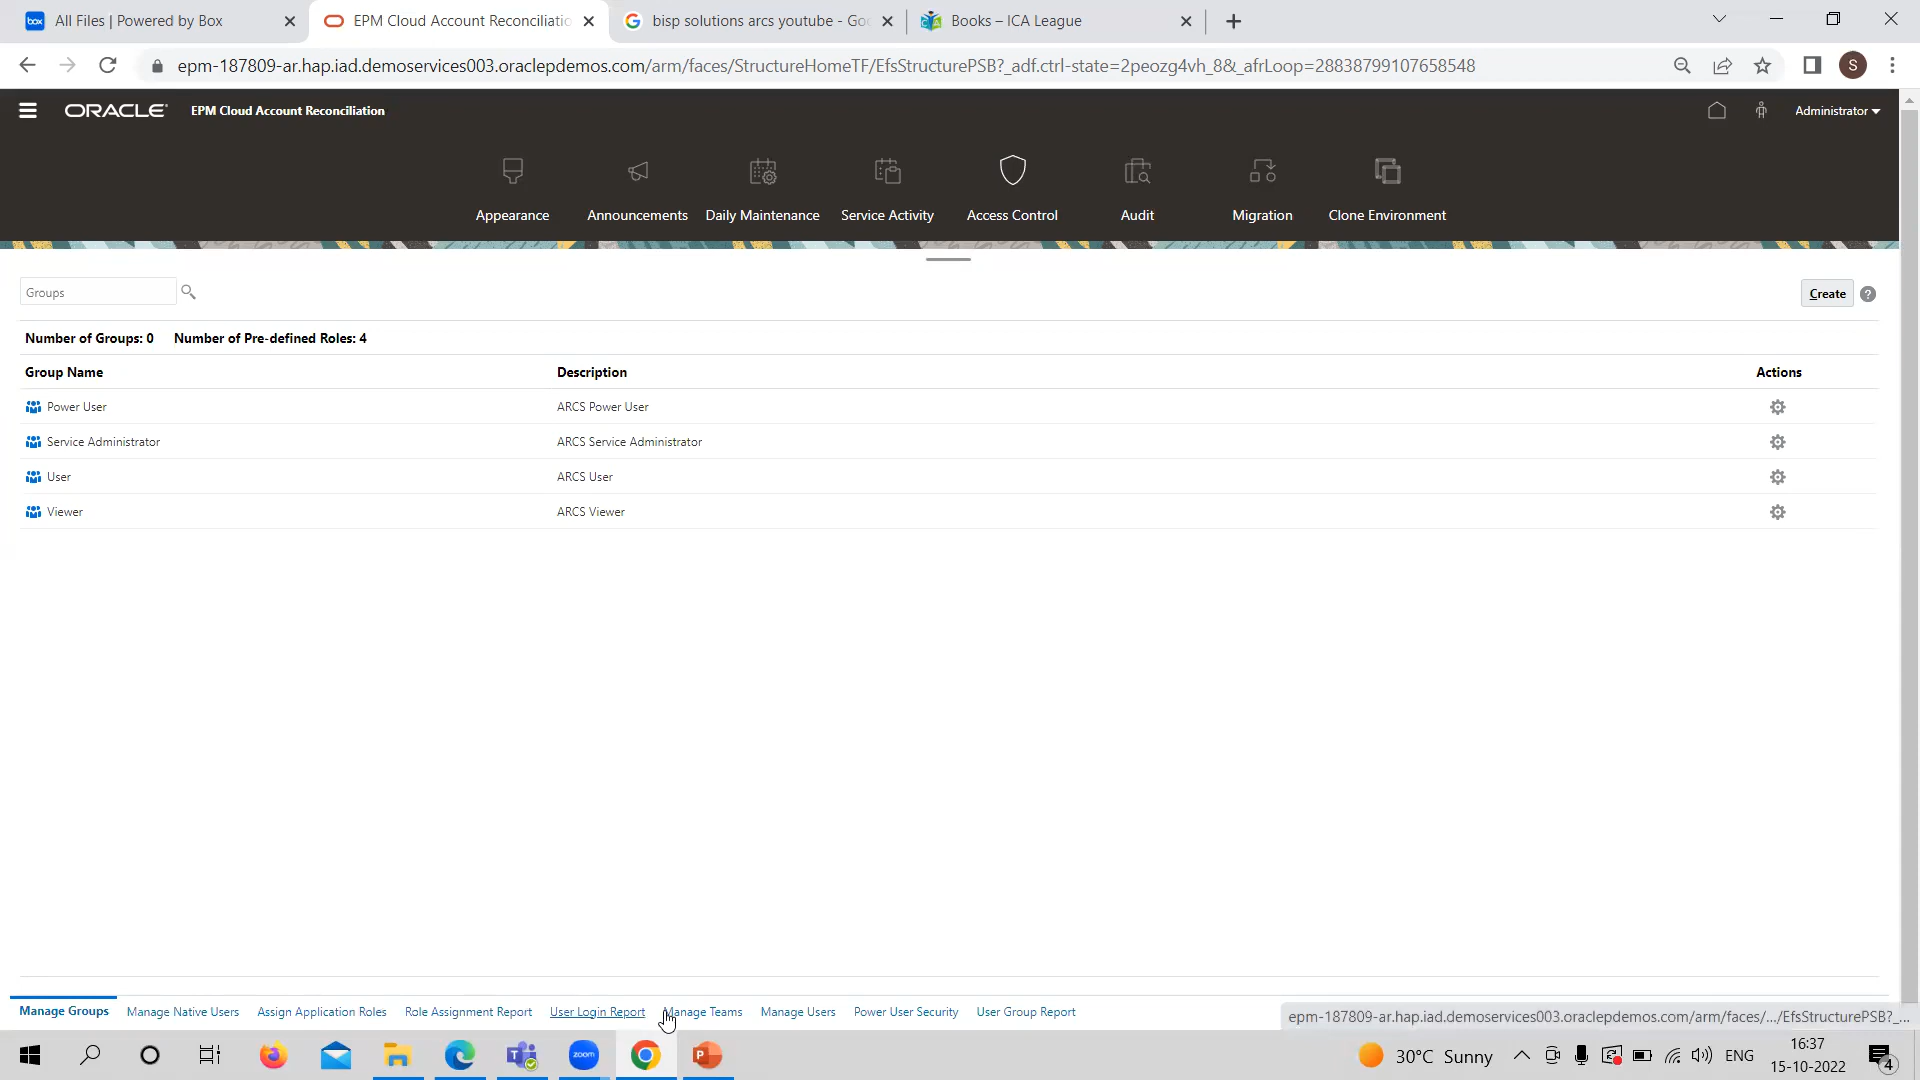 All Files | Powered by Box
EPM Cloud Account Reconciliatio
bisp solutions arcs youtube - Goo
Books – ICA League
epm-187809-ar.hap.iad.demoservices003.oraclepdemos.com/arm/faces/StructureHomeTF/EfsStructurePSB?_adf.ctrl-state=2peozg4vh_8&_afrLoop=28838799107658548
S
ORACLE EPM Cloud Account Reconciliation
Administrator
Appearance Announcements Daily Maintenance Service Activity Access Control Audit Migration Clone Environment
Groups
Create ?
Number of Groups: 0 Number of Pre-defined Roles: 4
Group Name Description Actions
Power User ARCS Power User
Service Administrator ARCS Service Administrator
User ARCS User
Viewer ARCS Viewer
Manage Groups Manage Native Users Assign Application Roles Role Assignment Report User Login Report Manage Teams Manage Users Power User Security User Group Report
epm-187809-ar.hap.iad.demoservices003.oraclepdemos.com/arm/faces/.../EfsStructurePSB?_...
zoom
30°C Sunny
ENG
16:37
15-10-2022
4